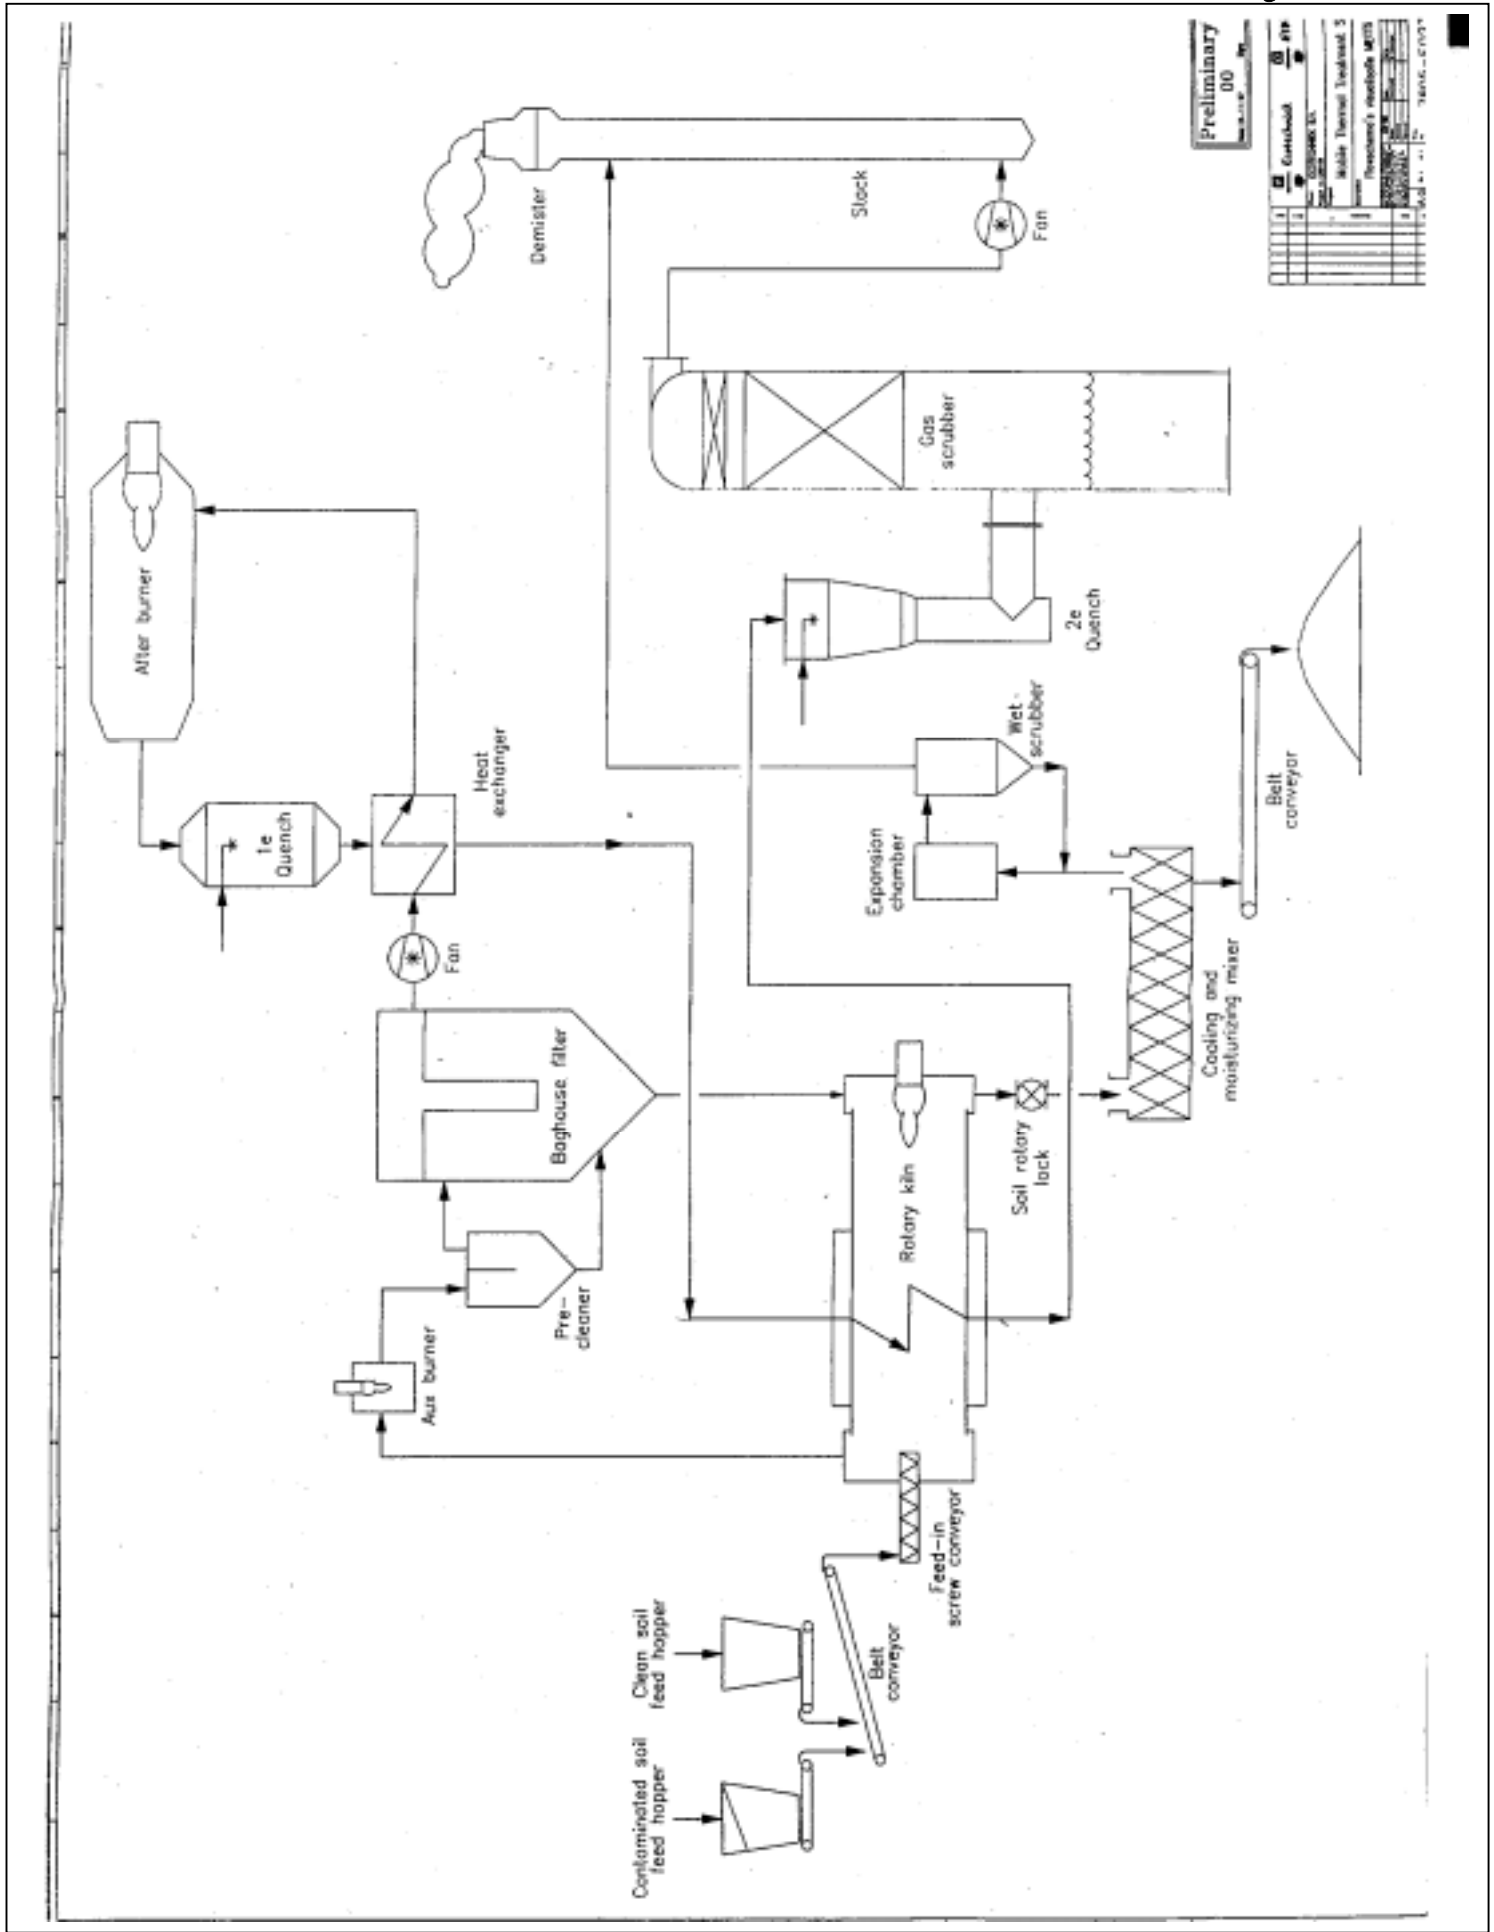 Contaminated soil
feed hopper
Clean soil
feed hopper
Belt
conveyor
Feed-in
screw conveyor
Aux burner
Pre-
cleaner
Baghouse filter
Rotary kiln
Soil rotary
lock
Fan
1e
Quench
Heat
exchanger
After burner
Cooling and
moisturizing mixer
Expansion
chamber
Wet
scrubber
Belt
conveyor
2e
Quench
Gas
scrubber
Demister
Stack
Fan
Preliminary
00
Mobile Thermal Treatment S